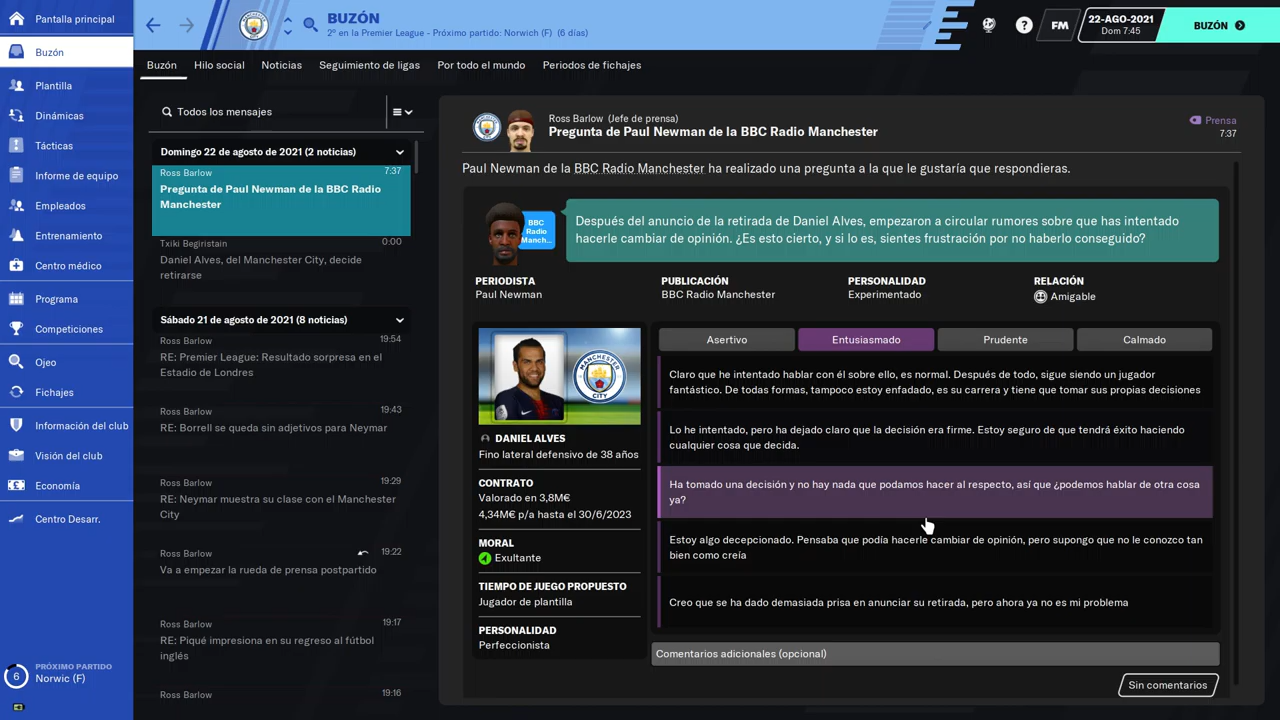 Pantalla principal
Buzón
Plantilla
Dinámicas
Tácticas
Informe de equipo
Empleados
Entrenamiento
Centro médico
Programa
Competiciones
Ojeo
Fichajes
Información del club
Visión del club
Economía
Centro Desarr.
6
PRÓXIMO PARTIDO
Norwic (F)
BUZÓN
2º en la Premier League - Próximo partido: Norwich (F) (6 días)
?
FM
22-AGO-2021
Dom 7:45
BUZÓN
Buzón
Hilo social
Noticias
Seguimiento de ligas
Por todo el mundo
Periodos de fichajes
Todos los mensajes
Domingo 22 de agosto de 2021 (2 noticias)
Ross Barlow 7:37
Pregunta de Paul Newman de la BBC Radio
Manchester
Txiki Begiristain 0:00
Daniel Alves, del Manchester City, decide
retirarse
Sábado 21 de agosto de 2021 (8 noticias)
Ross Barlow 19:54
RE: Premier League: Resultado sorpresa en el
Estadio de Londres
Ross Barlow 19:43
RE: Borrell se queda sin adjetivos para Neymar
Ross Barlow 19:29
RE: Neymar muestra su clase con el Manchester
City
Ross Barlow 19:22
Va a empezar la rueda de prensa postpartido
Ross Barlow 19:17
RE: Piqué impresiona en su regreso al fútbol
inglés
Ross Barlow 19:16
Ross Barlow (Jefe de prensa)
Pregunta de Paul Newman de la BBC Radio Manchester
Prensa
7:37
Paul Newman de la BBC Radio Manchester ha realizado una pregunta a la que le gustaría que respondieras.
BBC
Radio
Manch...
Después del anuncio de la retirada de Daniel Alves, empezaron a circular rumores sobre que has intentado
hacerle cambiar de opinión. ¿Es esto cierto, y si lo es, sientes frustración por no haberlo conseguido?
PERIODISTA
Paul Newman
PUBLICACIÓN
BBC Radio Manchester
PERSONALIDAD
Experimentado
RELACIÓN
Amigable
MANCHESTER
CITY
DANIEL ALVES
Fino lateral defensivo de 38 años
CONTRATO
Valorado en 3,8M€
4,34M€ p/a hasta el 30/6/2023
MORAL
Exultante
TIEMPO DE JUEGO PROPUESTO
Jugador de plantilla
PERSONALIDAD
Perfeccionista
Asertivo
Entusiasmado
Prudente
Calmado
Claro que he intentado hablar con él sobre ello, es normal. Después de todo, sigue siendo un jugador
fantástico. De todas formas, tampoco estoy enfadado, es su carrera y tiene que tomar sus propias decisiones
Lo he intentado, pero ha dejado claro que la decisión era firme. Estoy seguro de que tendrá éxito haciendo
cualquier cosa que decida.
Ha tomado una decisión y no hay nada que podamos hacer al respecto, así que ¿podemos hablar de otra cosa
ya?
Estoy algo decepcionado. Pensaba que podía hacerle cambiar de opinión, pero supongo que no le conozco tan
bien como creía
Creo que se ha dado demasiada prisa en anunciar su retirada, pero ahora ya no es mi problema
Comentarios adicionales (opcional)
Sin comentarios